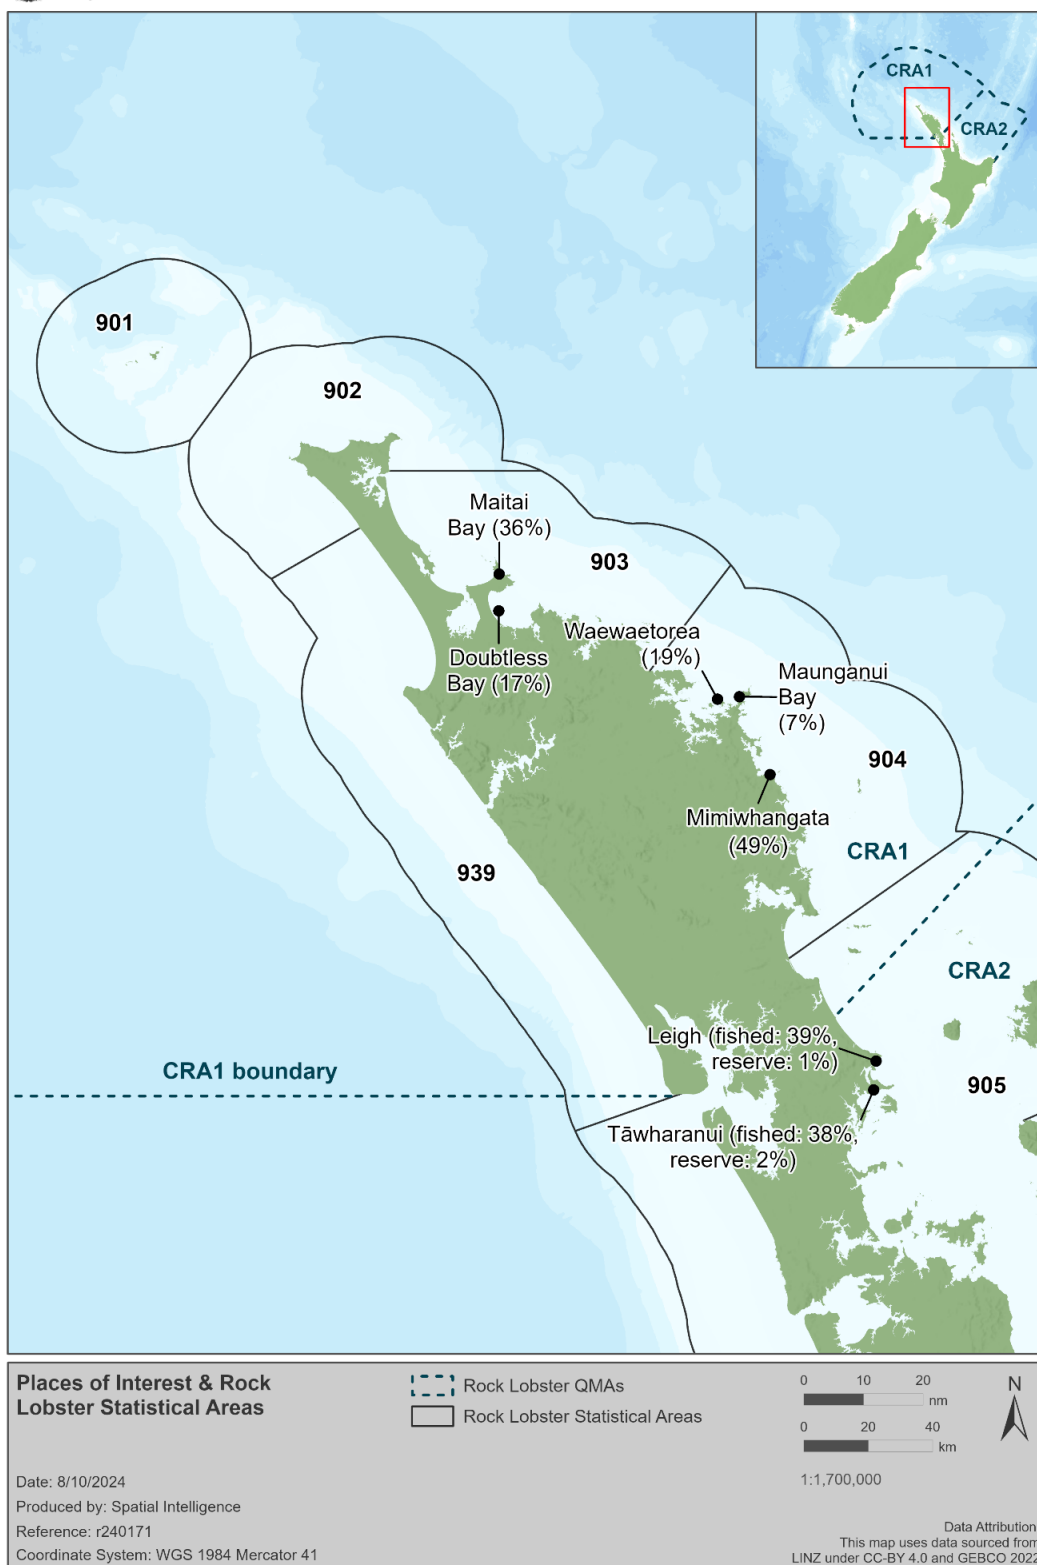 CRA1
CRA2
901
902
Maitai
Bay (36%)
903
Waewaetorea
(19%)
Doubtless
Bay (17%)
Maunganui
Bay
(7%)
904
Mimiwhangata
(49%)
CRA1
939
CRA2
Leigh (fished: 39%,
reserve: 1%)
CRA1 boundary
905
Tāwharanui (fished: 38%,
reserve: 2%)
Places of Interest & Rock
Lobster Statistical Areas
Date: 8/10/2024
Produced by: Spatial Intelligence
Reference: r240171
Coordinate System: WGS 1984 Mercator 41
Rock Lobster QMAs
Rock Lobster Statistical Areas
0 10 20
nm
0 20 40
km
1:1,700,000
N
Data Attribution
This map uses data sourced from
LINZ under CC-BY 4.0 and GEBCO 2022